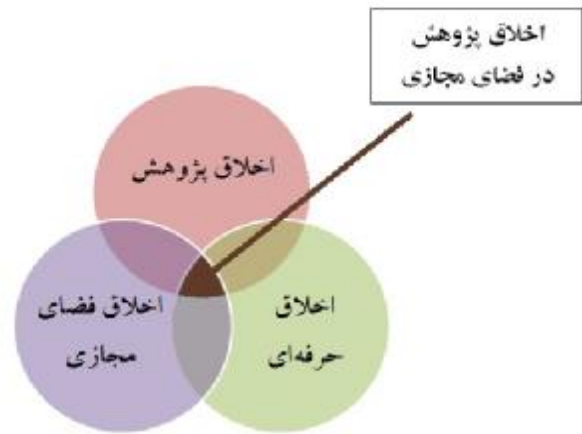 اخلاق پژوهش
در فضای مجازی
اخلاق پژوهش
اخلاق فضای
مجازی
اخلاق
حرفه‌ای